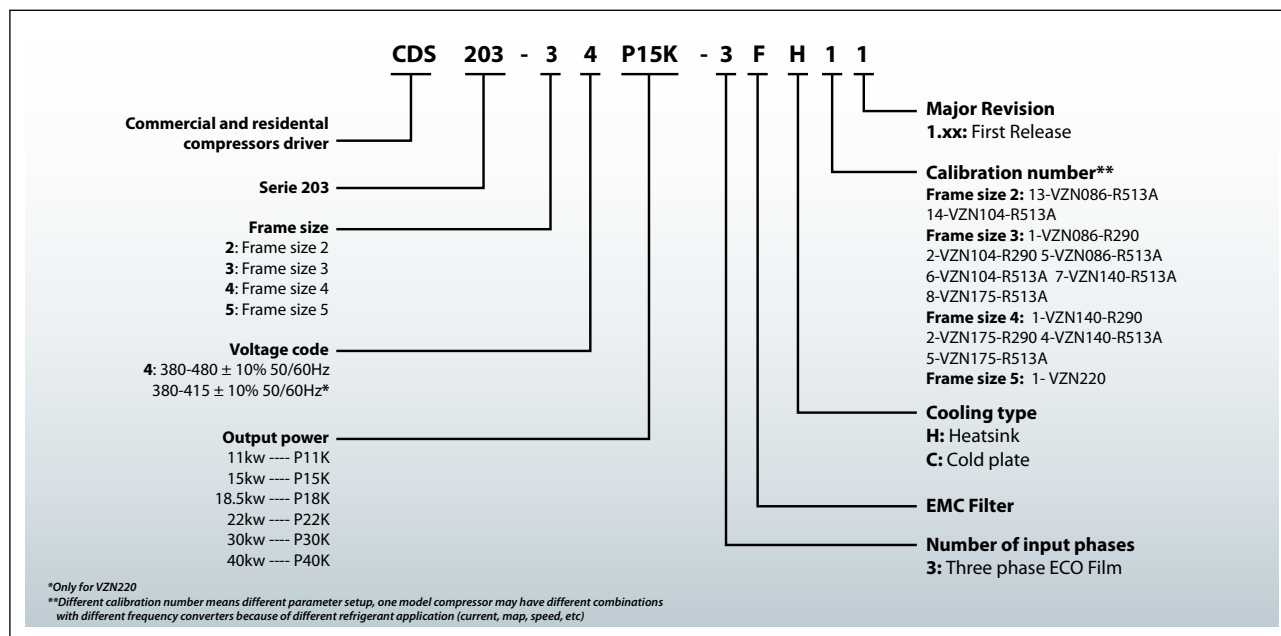 CDS 203 - 3 4 P15K - 3 F H 1 1
Commercial and residental
compressors driver
Serie 203
Frame size
2: Frame size 2
3: Frame size 3
4: Frame size 4
5: Frame size 5
Voltage code
4: 380-480 ± 10% 50/60Hz
380-415 ± 10% 50/60Hz*
Output power
11kw ---- P11K
15kw ---- P15K
18.5kw ---- P18K
22kw ---- P22K
30kw ---- P30K
40kw ---- P40K
Major Revision
1.xx: First Release
Calibration number**
Frame size 2: 13-VZN086-R513A
14-VZN104-R513A
Frame size 3: 1-VZN086-R290
2-VZN104-R290 5-VZN086-R513A
6-VZN104-R513A 7-VZN140-R513A
8-VZN175-R513A
Frame size 4: 1-VZN140-R290
2-VZN175-R290 4-VZN140-R513A
5-VZN175-R513A
Frame size 5: 1- VZN220
Cooling type
H: Heatsink
C: Cold plate
EMC Filter
Number of input phases
3: Three phase ECO Film
*Only for VZN220
**Different calibration number means different parameter setup, one model compressor may have different combinations
with different frequency converters because of different refrigerant application (current, map, speed, etc)